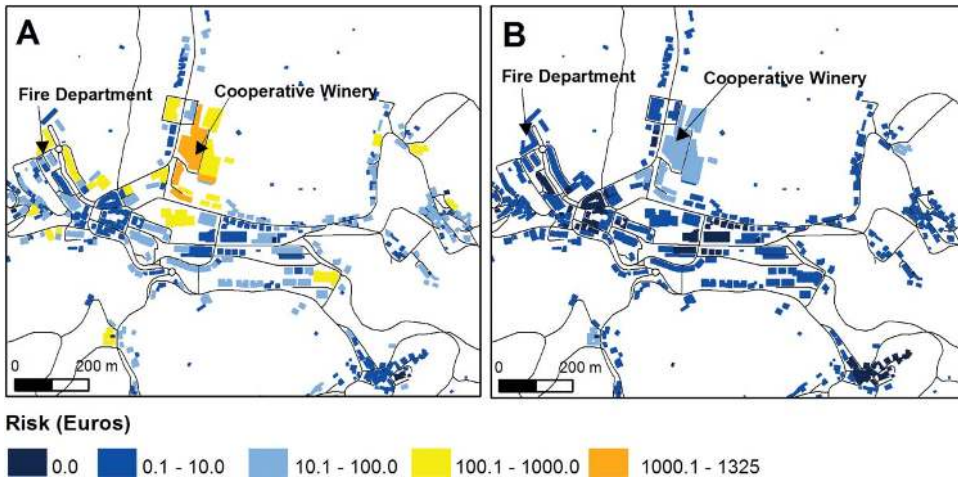 A
Fire Department
Cooperative Winery
0 200 m
B
Fire Department
Cooperative Winery
0 200 m
Risk (Euros)
0.0 0.1 - 10.0 10.1 - 100.0 100.1 - 1000.0 1000.1 - 1325